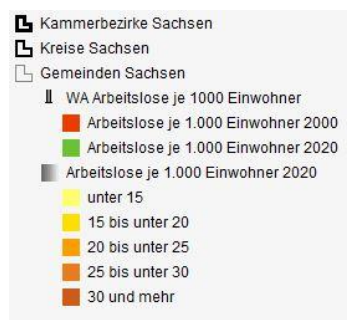 Kammerbezirke Sachsen
Kreise Sachsen
Gemeinden Sachsen
WA Arbeitslose je 1000 Einwohner
Arbeitslose je 1.000 Einwohner 2000
Arbeitslose je 1.000 Einwohner 2020
Arbeitslose je 1.000 Einwohner 2020
unter 15
15 bis unter 20
20 bis unter 25
25 bis unter 30
30 und mehr